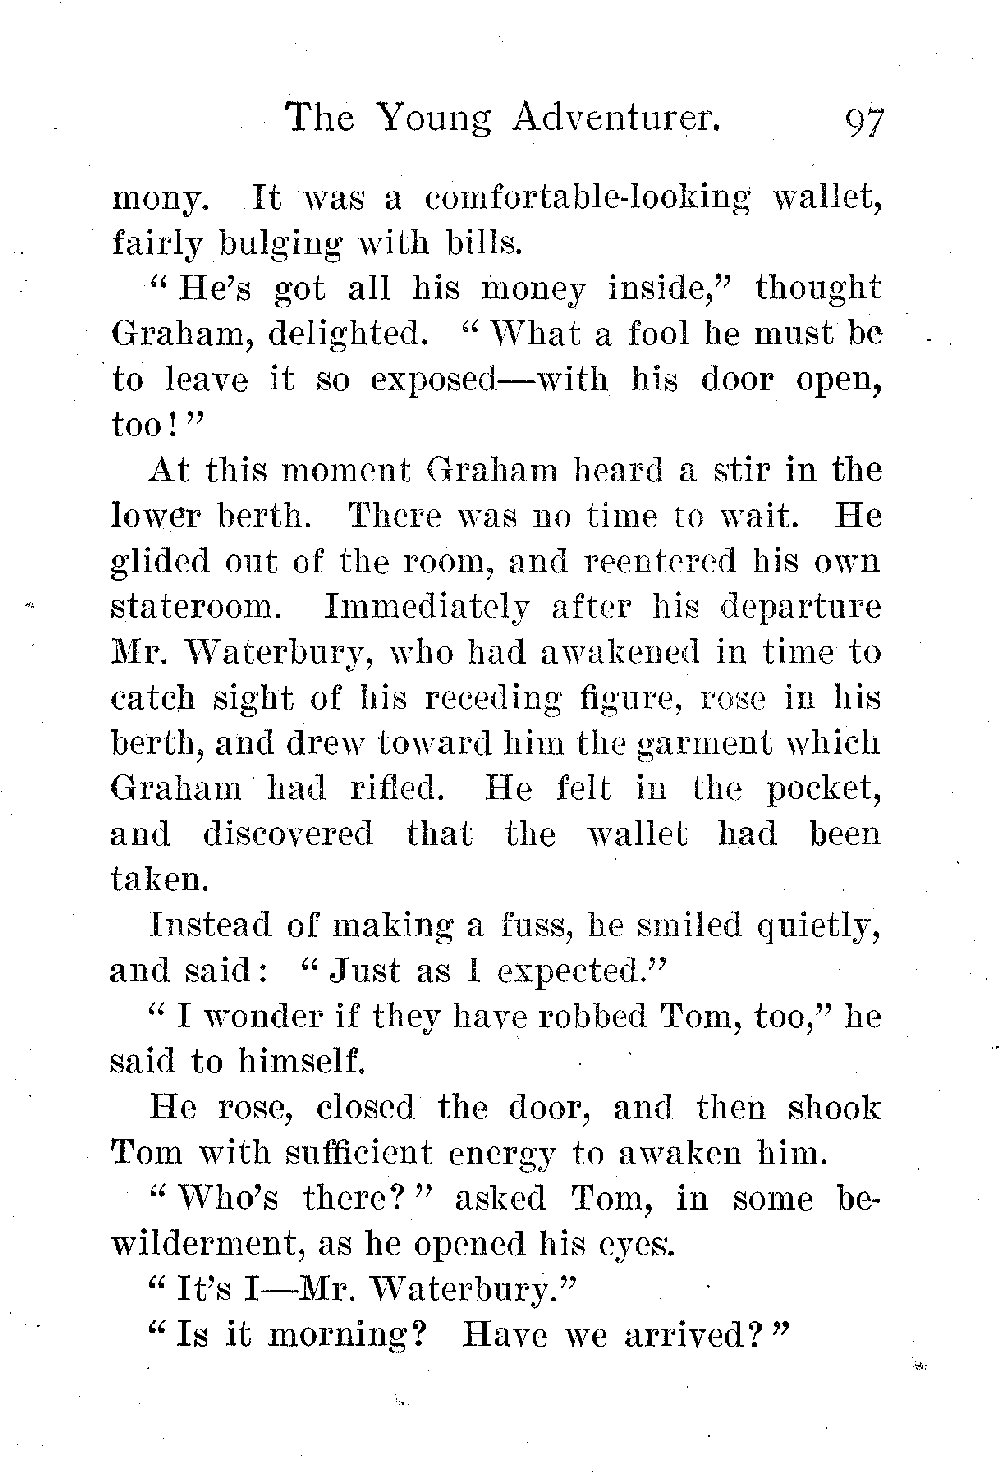 The Young Adventurer. 97
mony. It was a comfortable-looking wallet,
fairly bulging with bills.
“ He’s got all his money inside,” thought
Graham, delighted. “ What a fool he must be
to leave it so exposed—with his door open,
too! ”
At this moment Graham heard a stir in the
lower berth. There was no time to wait. He
glided out of the room, and reentered his own
stateroom. Immediately after his departure
Mr. Waterbury, who had awakened in time to
catch sight of his receding figure, rose in his
berth, and drew toward him the garment which
Graham had rifled. He felt in the pocket,
and discovered that the wallet had been
taken.
Instead of making a fuss, he smiled quietly,
and said: “ Just as I expected.”
“ I wonder if they have robbed Tom, too,” he
said to himself.
He rose, closed the door, and then shook
Tom with sufficient energy to awaken him.
“ Who’s there? ” asked Tom, in some be-
wilderment, as he opened his eyes.
“ It’s I—Mr. Waterbury.”
“ Is it morning? Have we arrived? ”